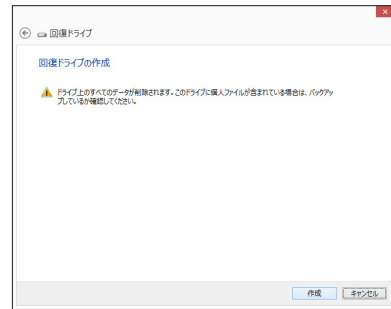 回復ドライブ
回復ドライブの作成
ドライブ上のすべてのデータが削除されます。このドライブに個人ファイルが含まれている場合は、バックアッ
プしているか確認してください。
作成 キャンセル